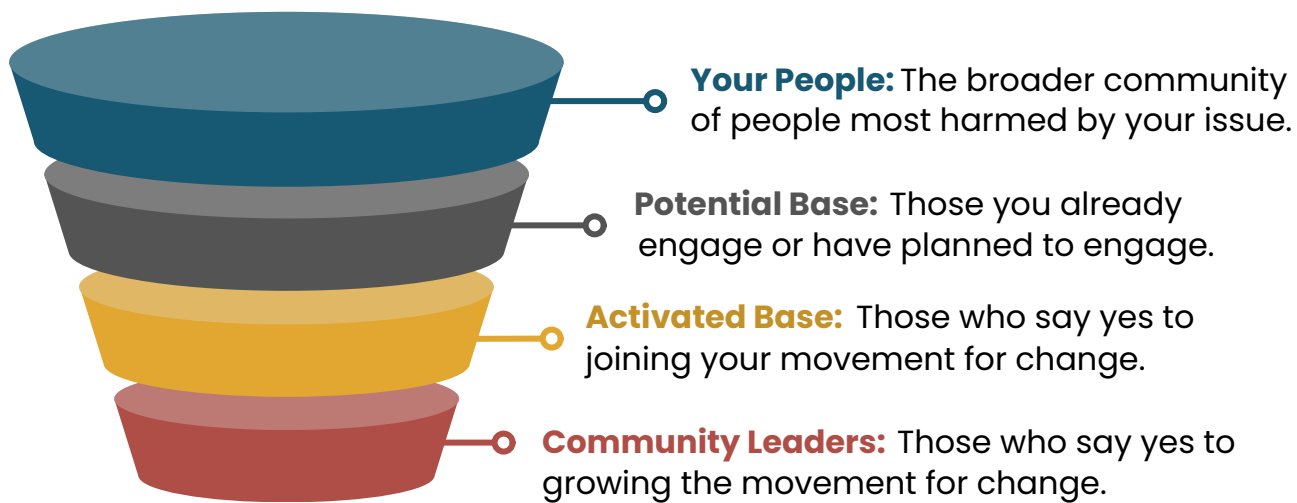 Your People: The broader community
of people most harmed by your issue.
Potential Base: Those you already
engage or have planned to engage.
Activated Base: Those who say yes to
joining your movement for change.
Community Leaders: Those who say yes to
growing the movement for change.